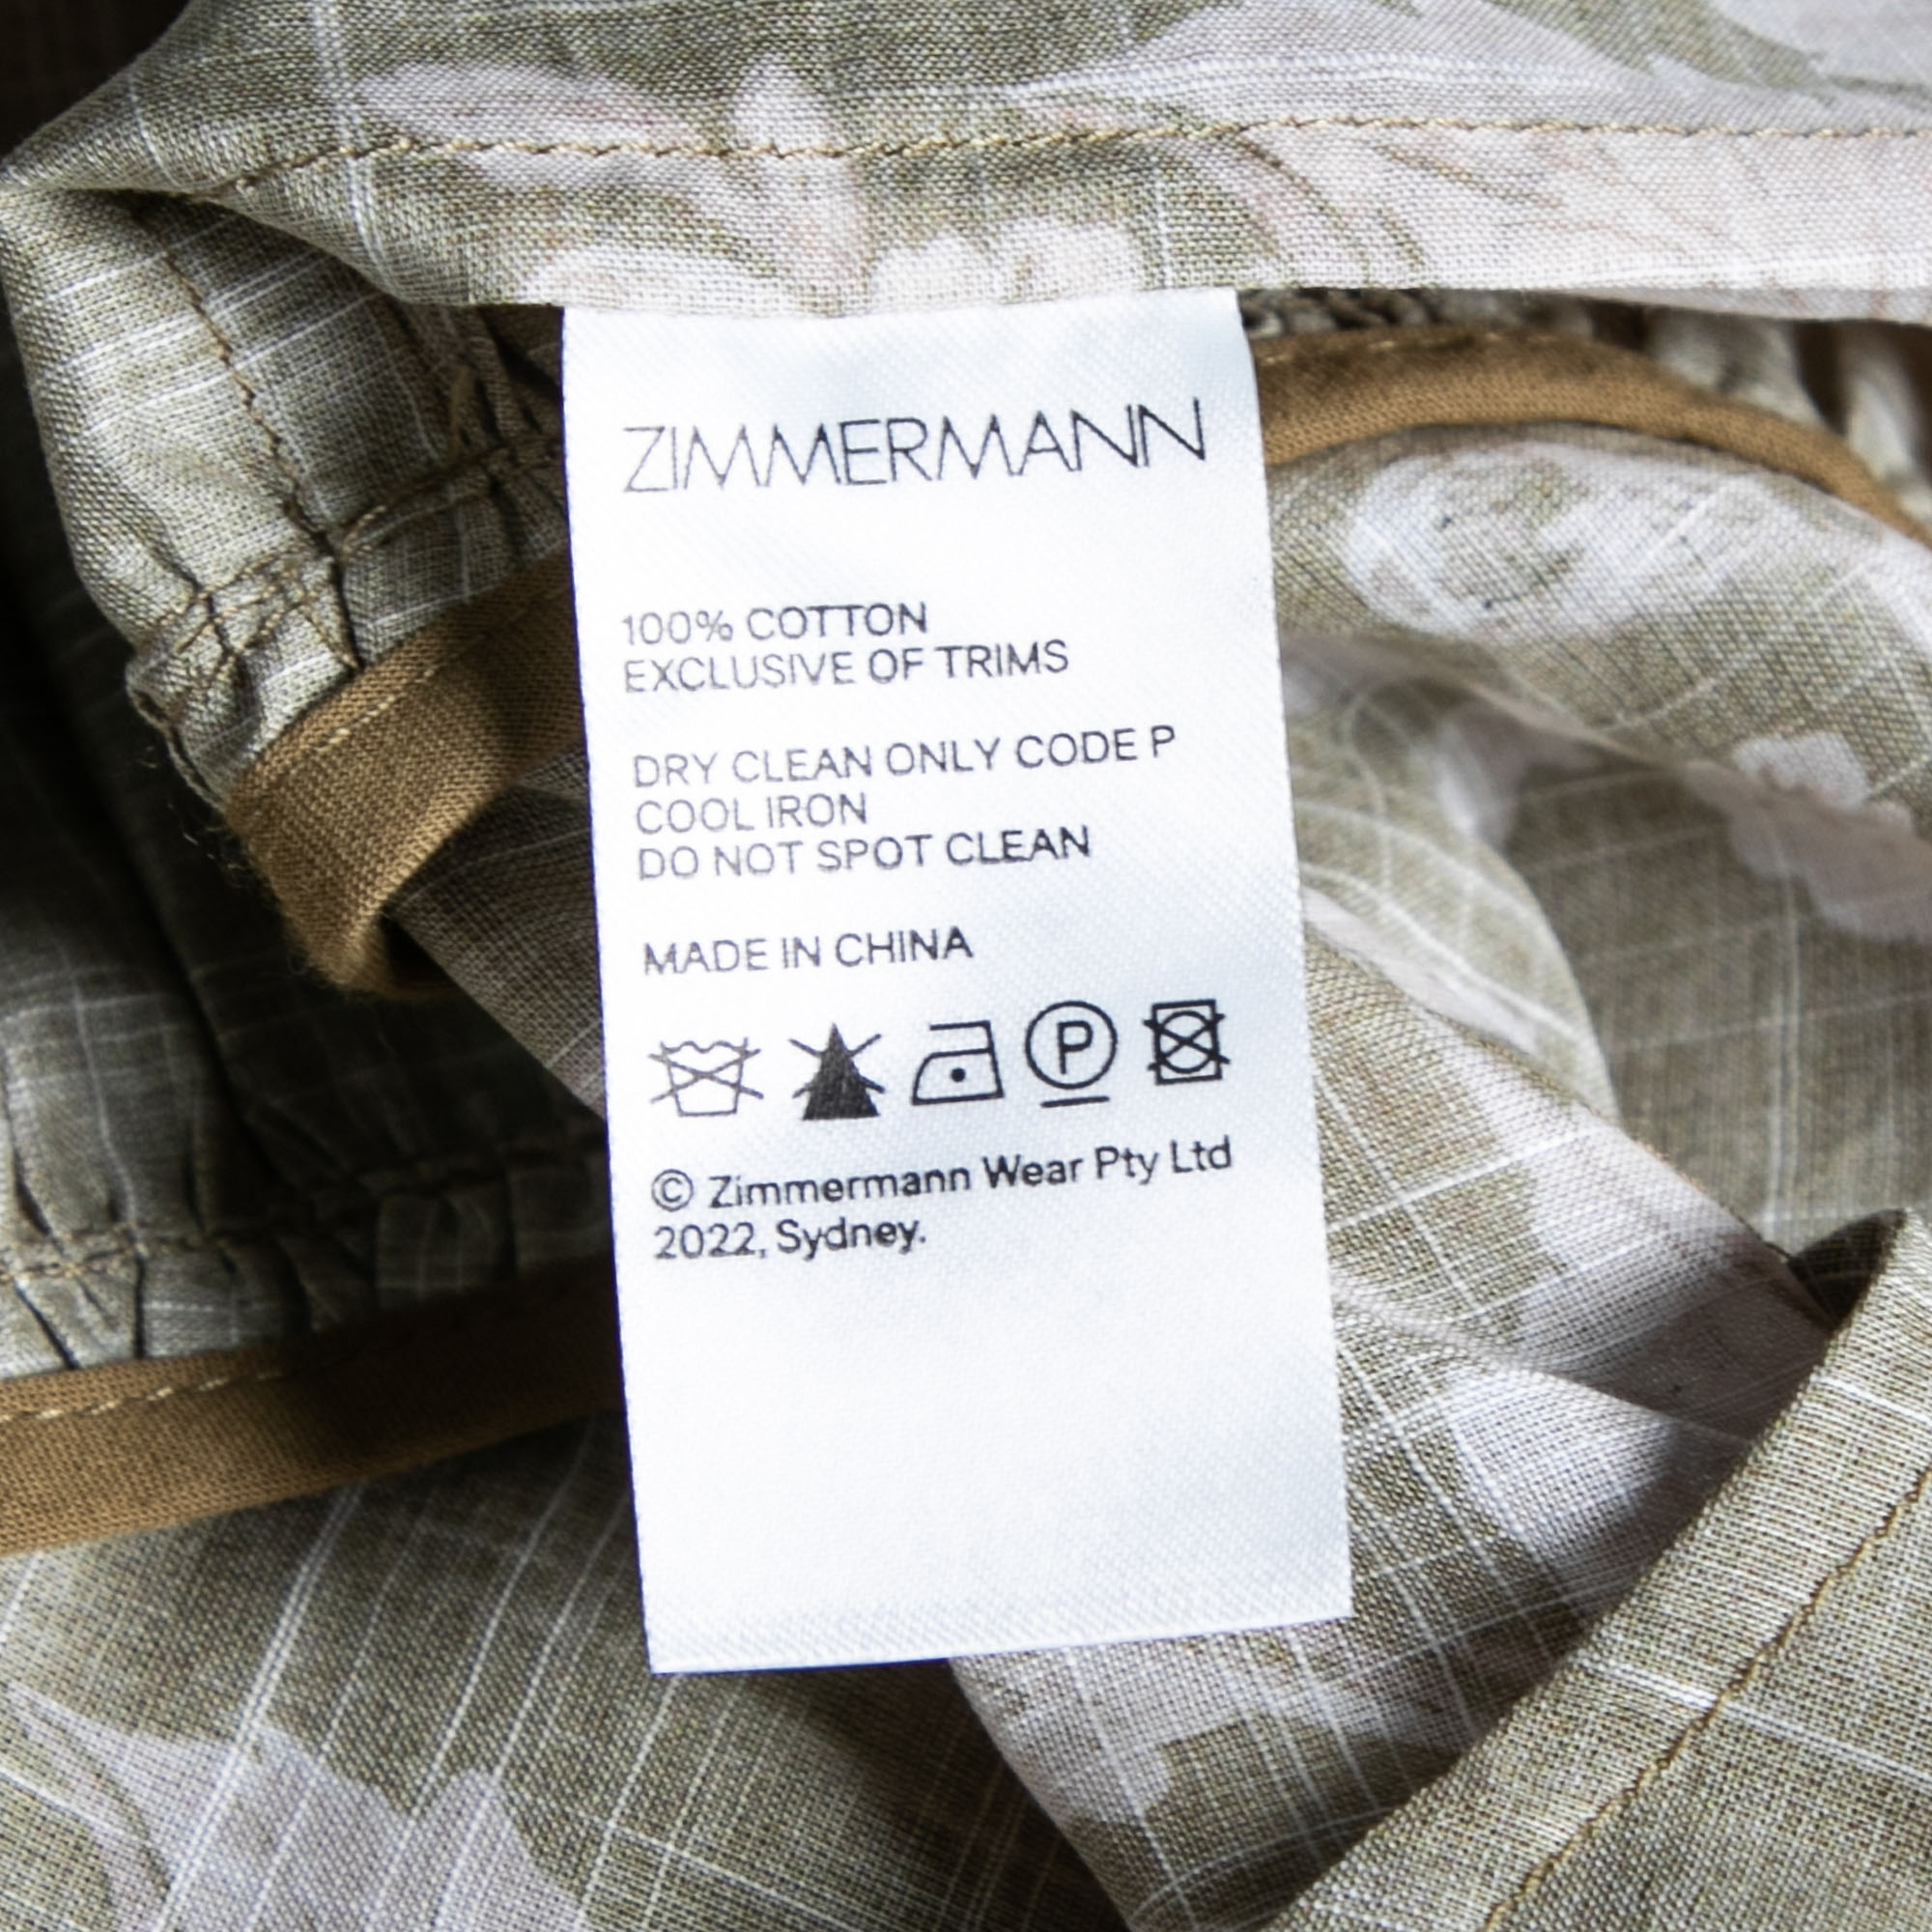 ZIMMERMANN
100% COTTON
EXCLUSIVE OF TRIMS
DRY CLEAN ONLY CODE P
COOL IRON
DO NOT SPOT CLEAN
MADE IN CHINA
P
© Zimmermann Wear Pty Ltd
2022, Sydney.